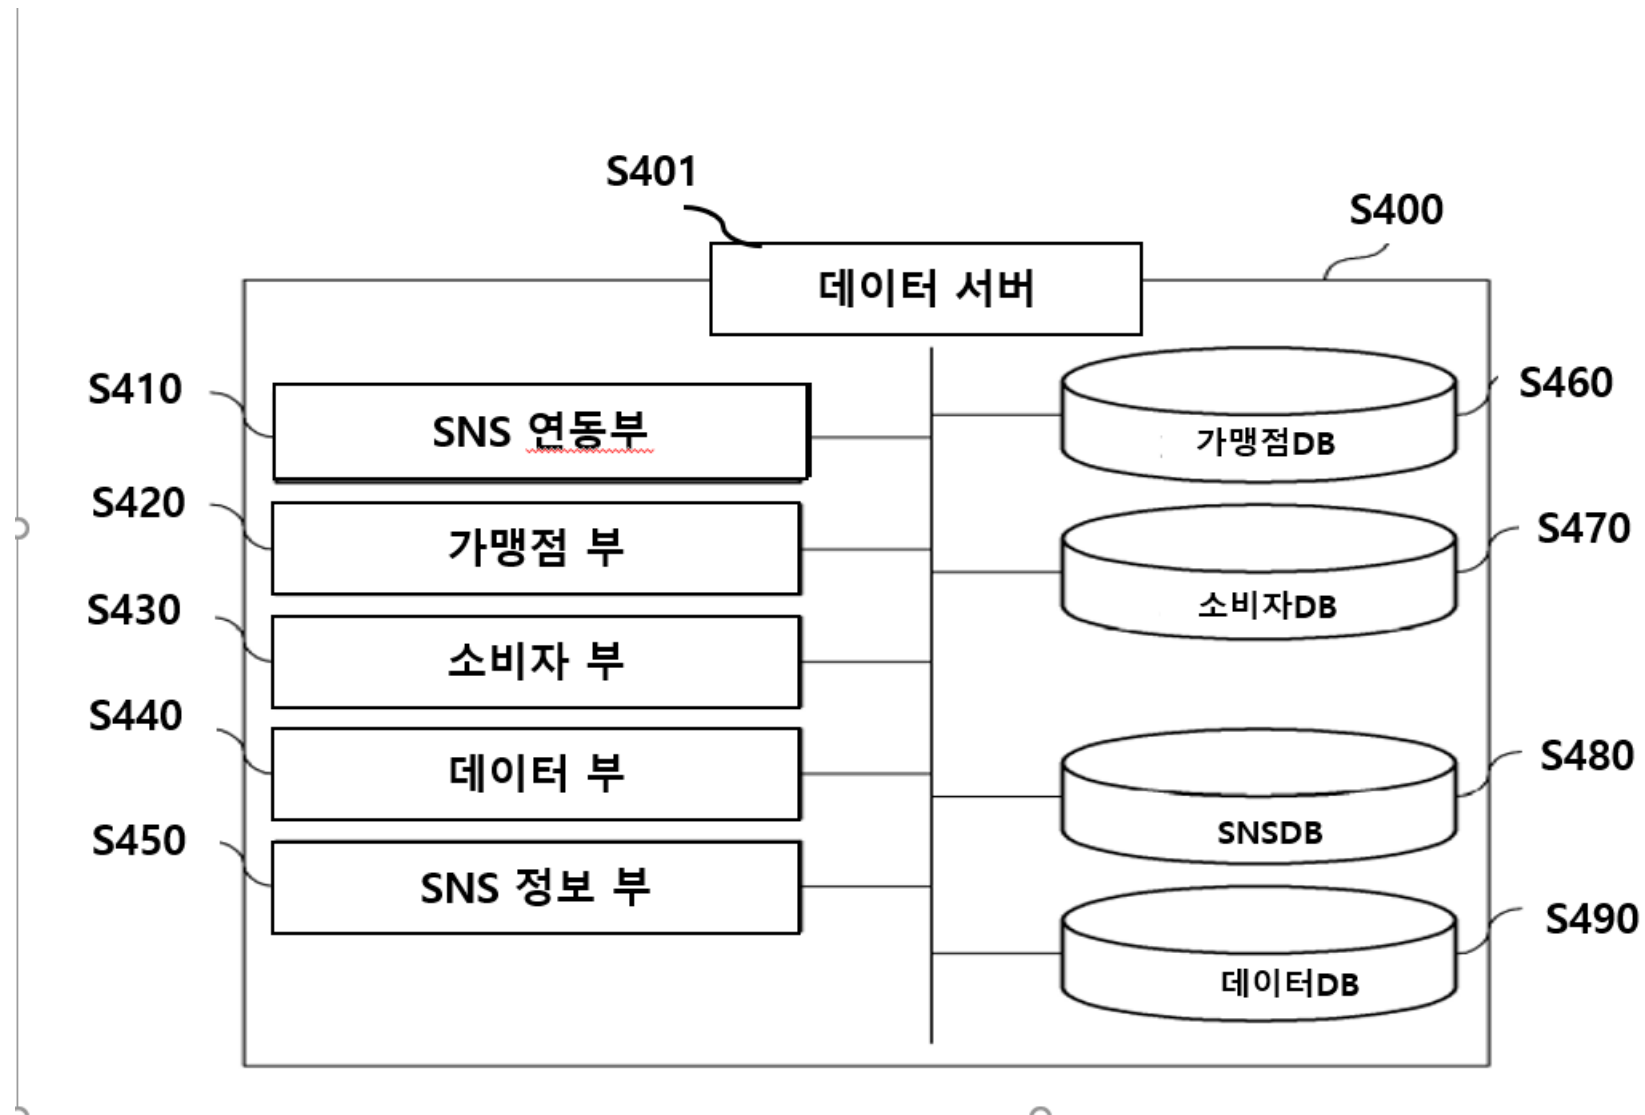 S401
S400
데이터 서버
S410
SNS 연동부
S420
가맹점 부
S430
소비자 부
S440
데이터 부
S450
SNS 정보 부
S460
가맹점DB
S470
소비자DB
S480
SNSDB
S490
데이터DB